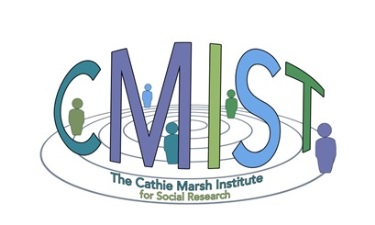 CMIST
The Cathie Marsh Institute
for Social Research